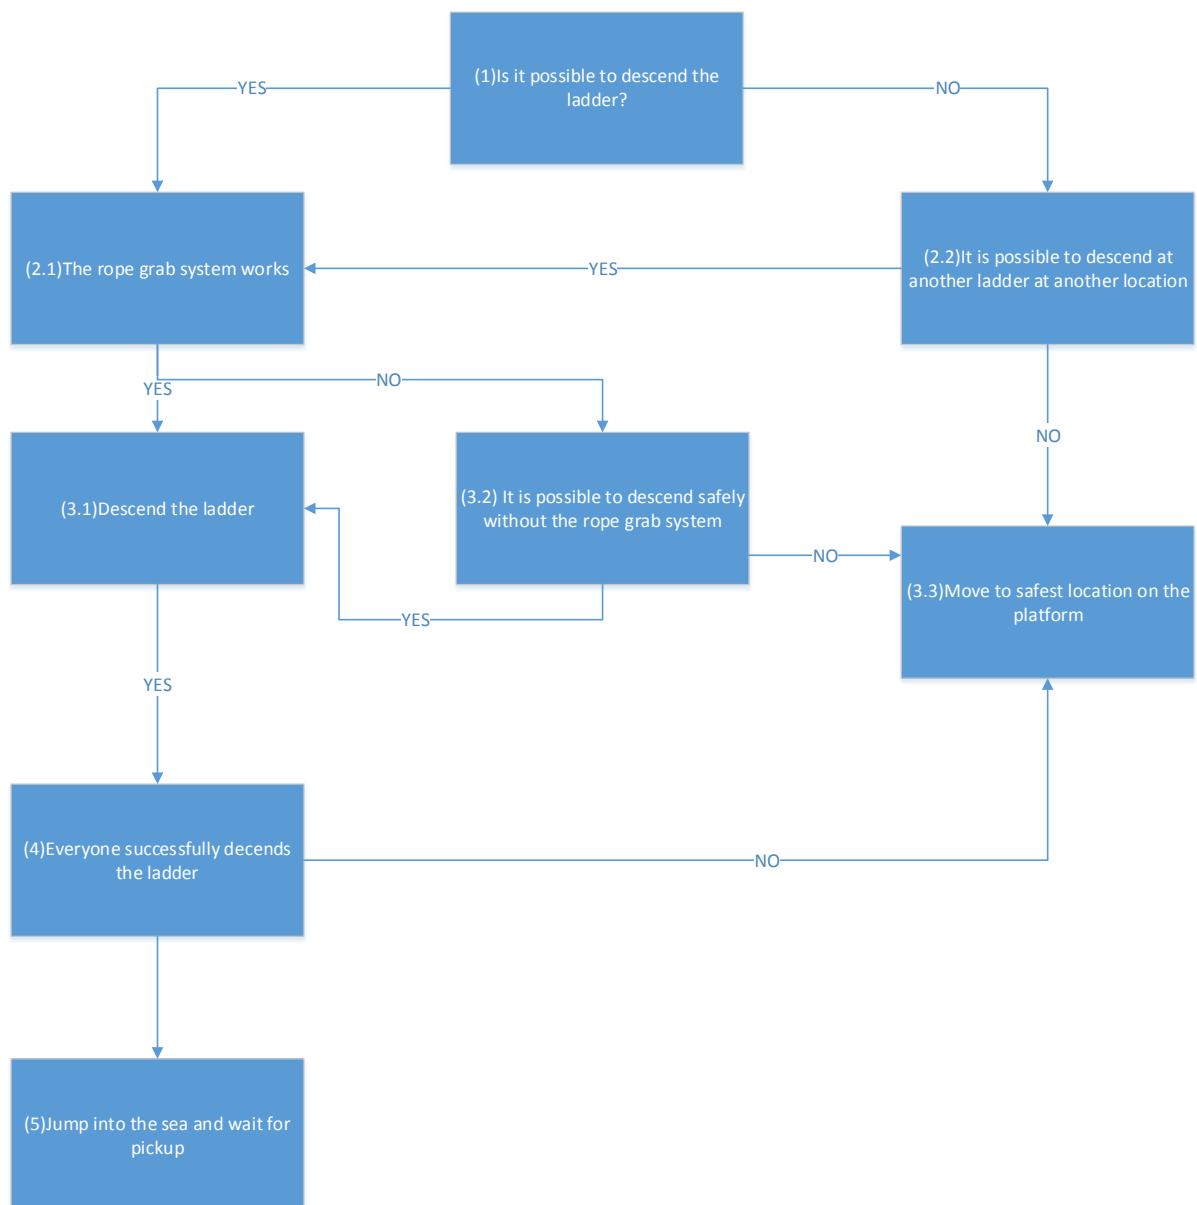 (1)Is it possible to descend the
ladder?
YES
NO
(2.1)The rope grab system works
YES
(2.2)It is possible to descend at
another ladder at another location
YES
NO
NO
(3.1)Descend the ladder
(3.2) It is possible to descend safely
without the rope grab system
NO
(3.3)Move to safest location on the
platform
YES
YES
(4)Everyone successfully decends
the ladder
NO
(5)Jump into the sea and wait for
pickup